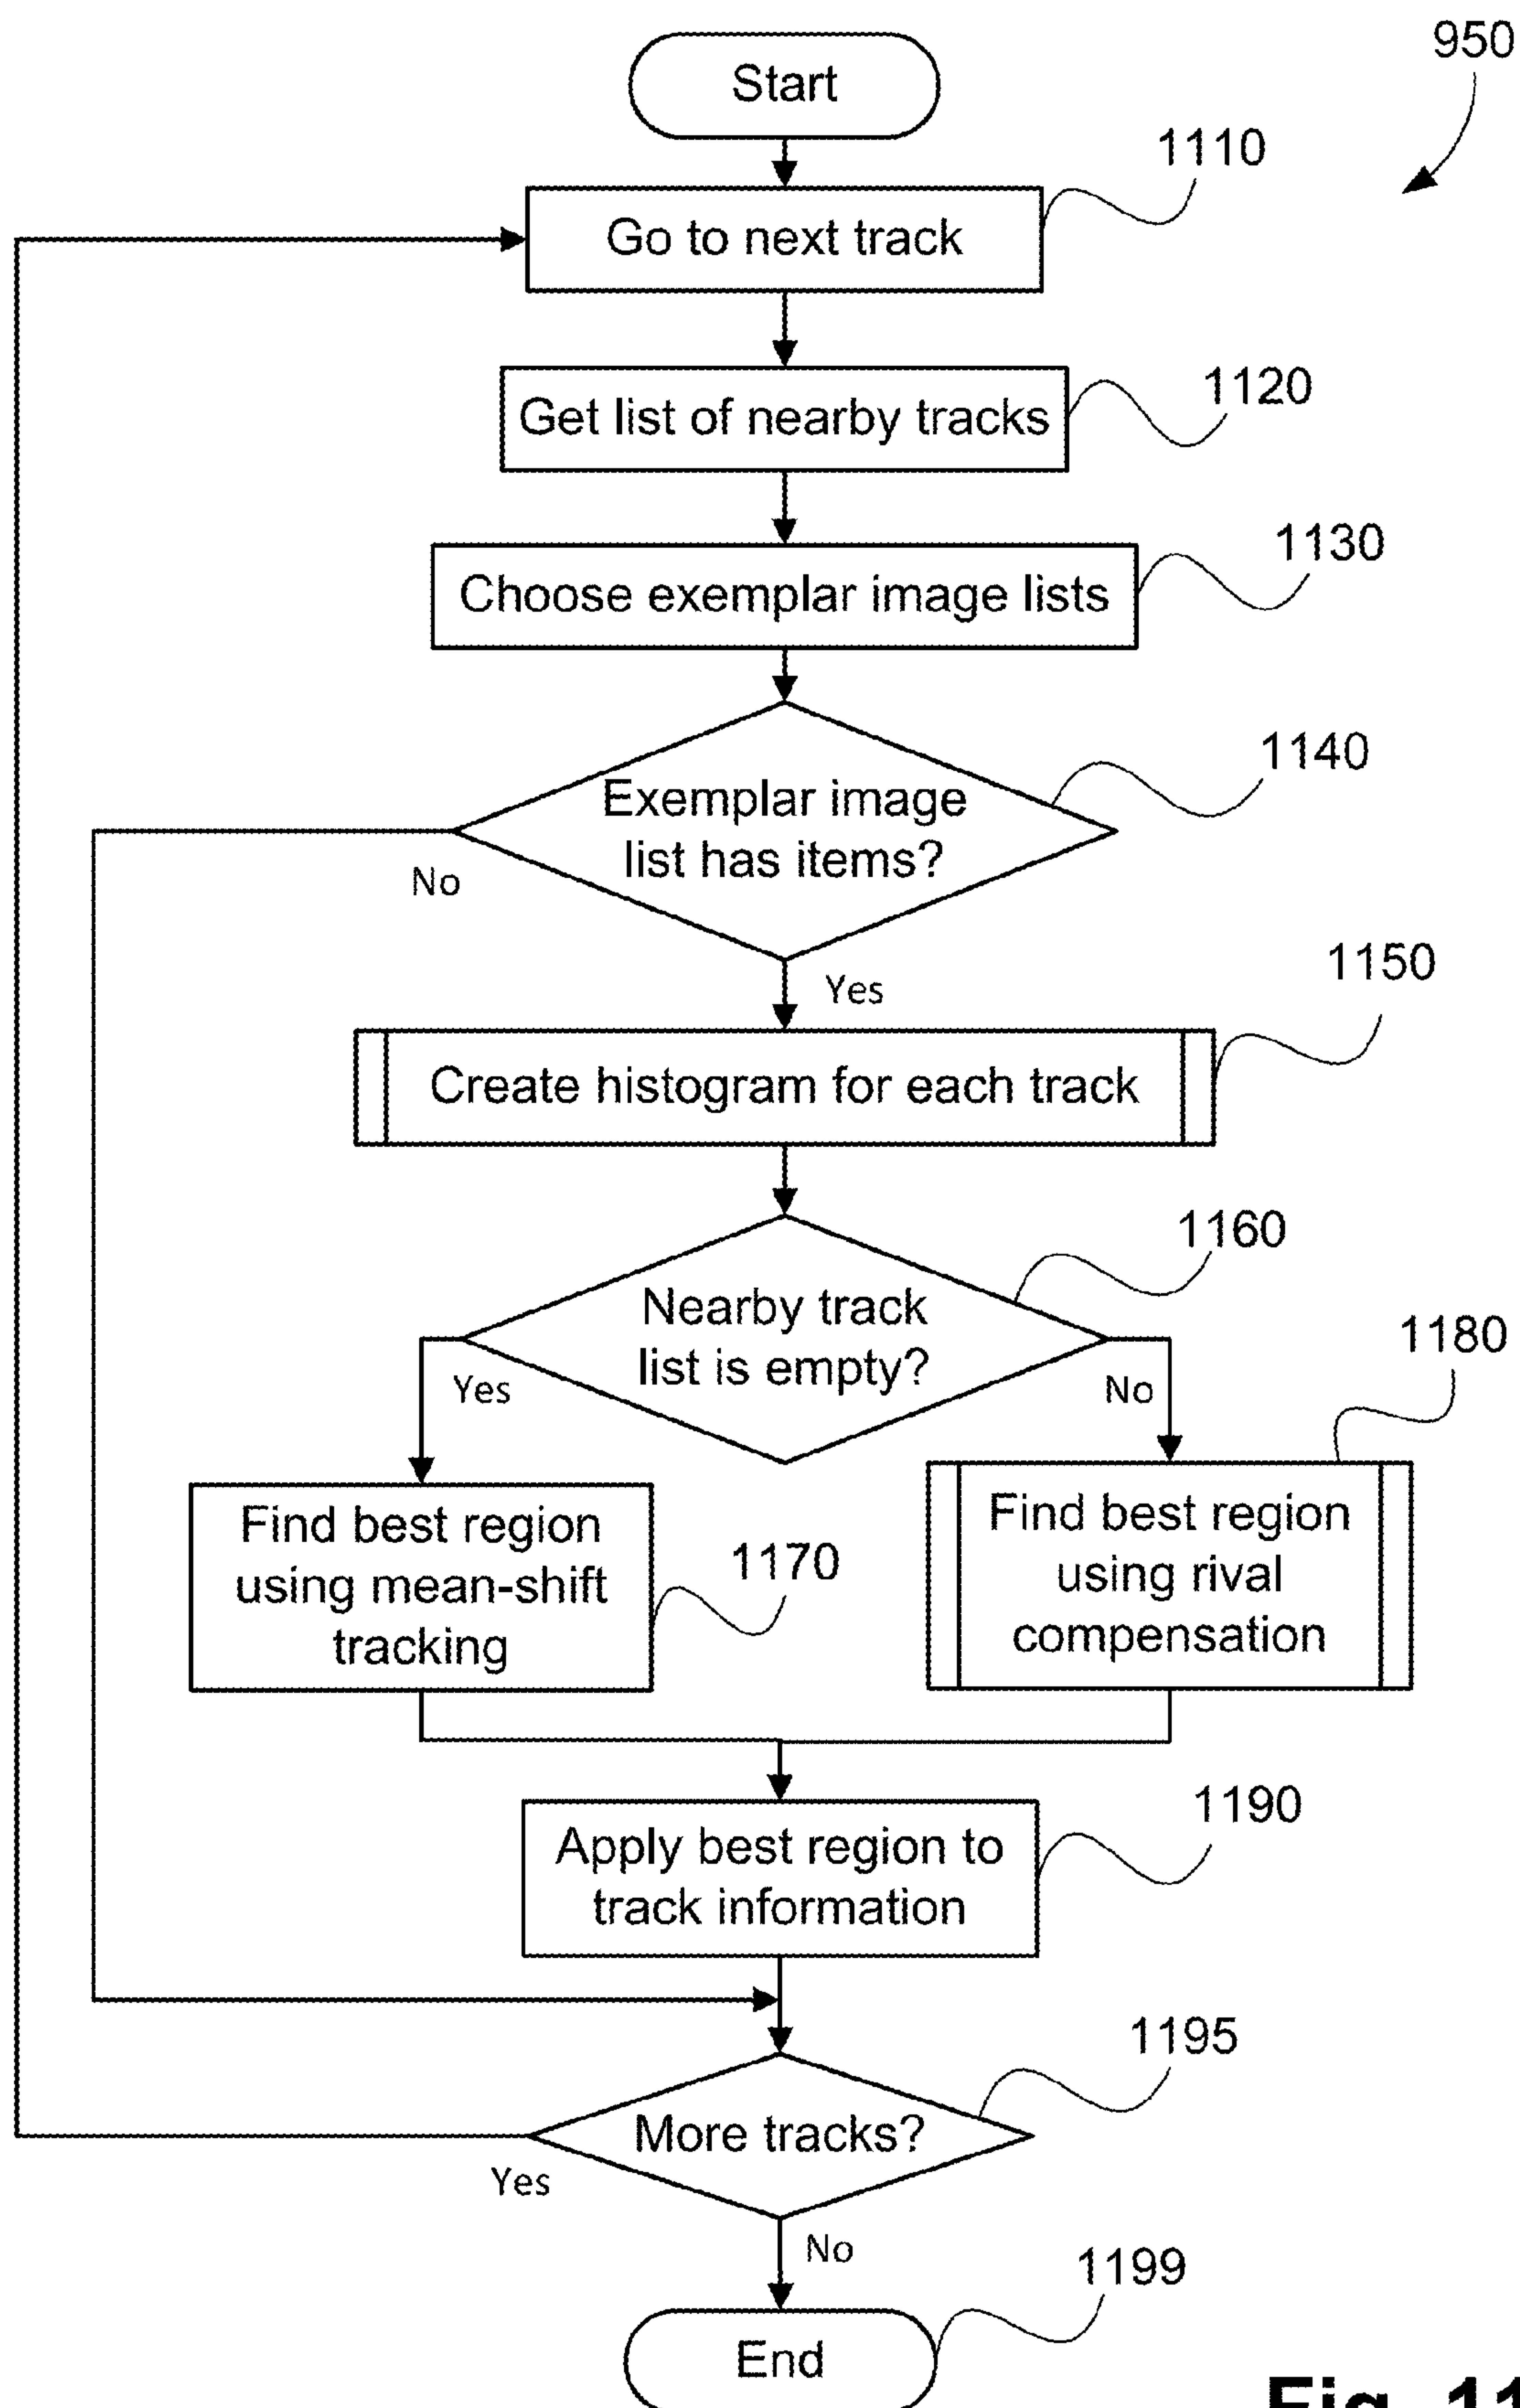 950
Start
1110
Go to next track
1120
Get list of nearby tracks
1130
Choose exemplar image lists
1140
Exemplar image
list has items?
No
1150
Yes
Create histogram for each track
1160
Nearby track
list is empty?
1180
Yes
No
Find best region
using mean-shift
tracking
1170
Find best region
using rival
compensation
1190
Apply best region to
track information
1195
More tracks?
Yes
No
1199
End
Fig. 11